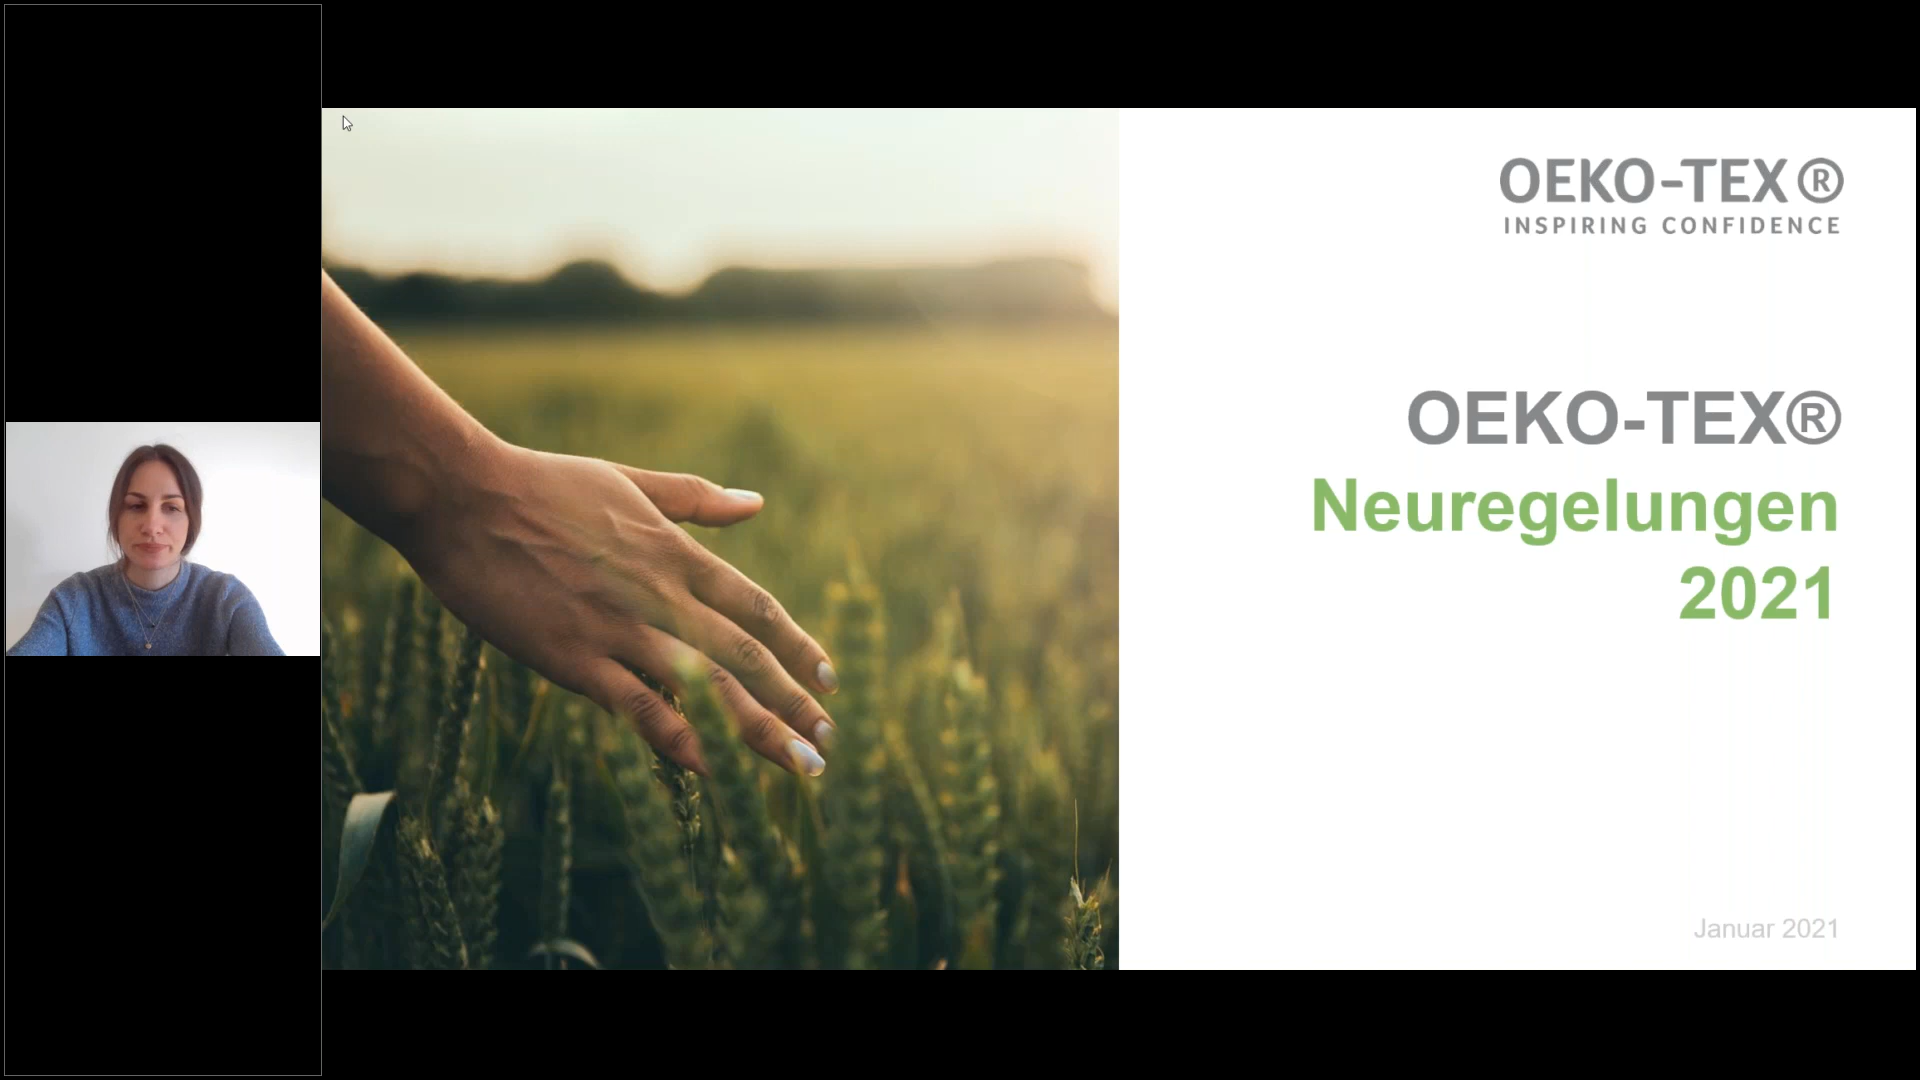 OEKO-TEX®
INSPIRING CONFIDENCE
OEKO-TEX®
Neuregelungen
2021
Januar 2021